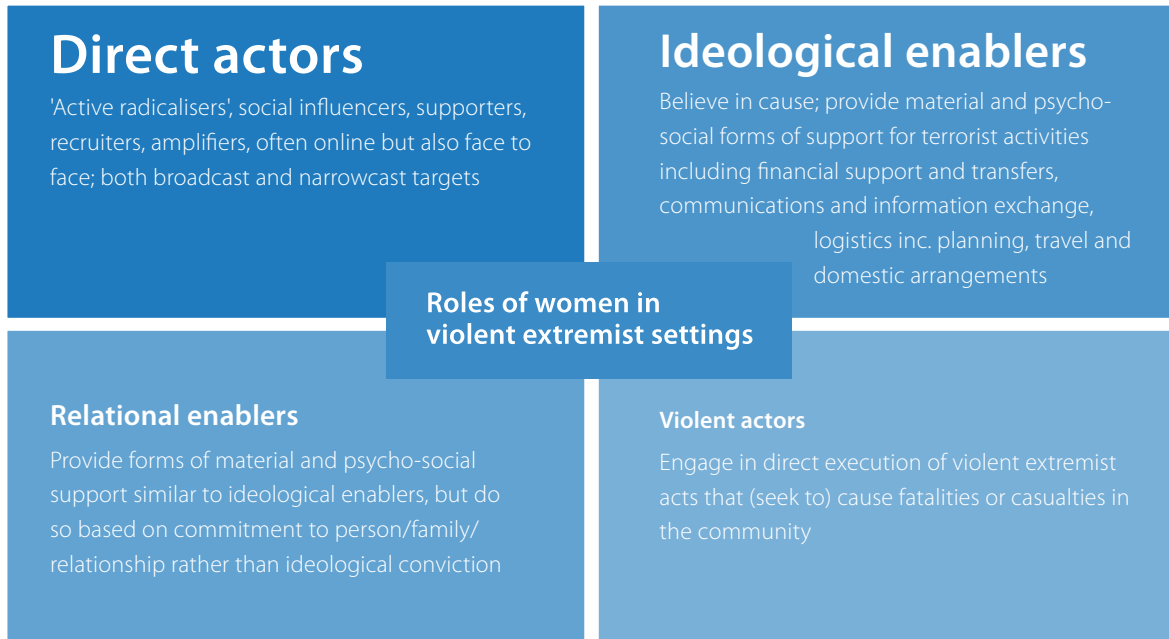 Direct actors
'Active radicalisers', social influencers, supporters,
recruiters, amplifiers, often online but also face to
face; both broadcast and narrowcast targets
Ideological enablers
Believe in cause; provide material and psycho-
social forms of support for terrorist activities
including financial support and transfers,
communications and information exchange,
logistics inc. planning, travel and
domestic arrangements
Roles of women in
violent extremist settings
Relational enablers
Provide forms of material and psycho-social
support similar to ideological enablers, but do
so based on commitment to person/family/
relationship rather than ideological conviction
Violent actors
Engage in direct execution of violent extremist
acts that (seek to) cause fatalities or casualties in
the community